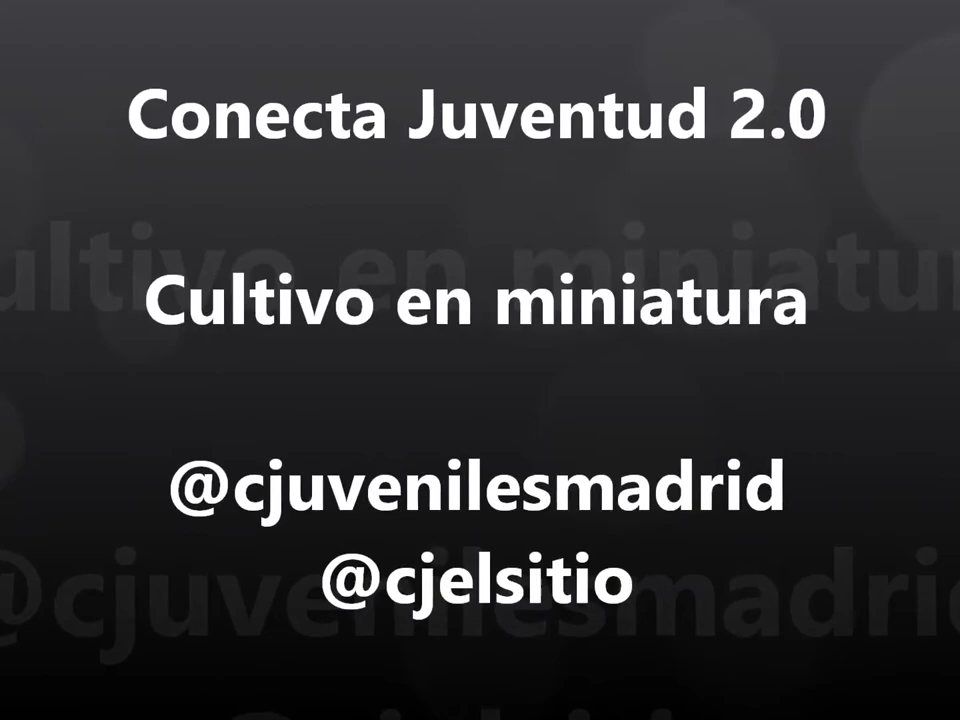 Conecta Juventud 2.0
Cultivo en miniatura
@cjuvenilesmadrid
@cjelsitio